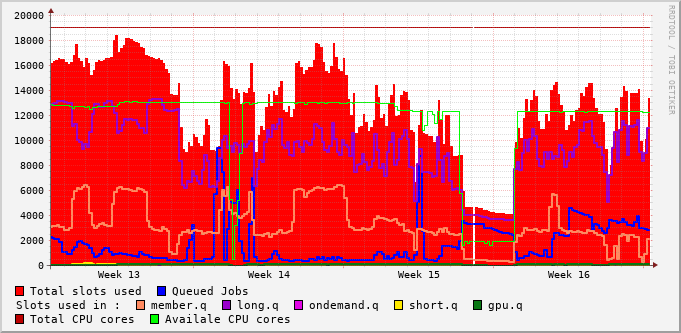 20000
18000
16000
14000
12000
10000
8000
6000
4000
2000
0
Week 13 Week 14 Week 15 Week 16
Total slots used Queued Jobs
Slots used in : member.q long.q ondemand.q short.q gpu.q
Total CPU cores Availale CPU cores
RRDTOOL / TOBI OETIKER